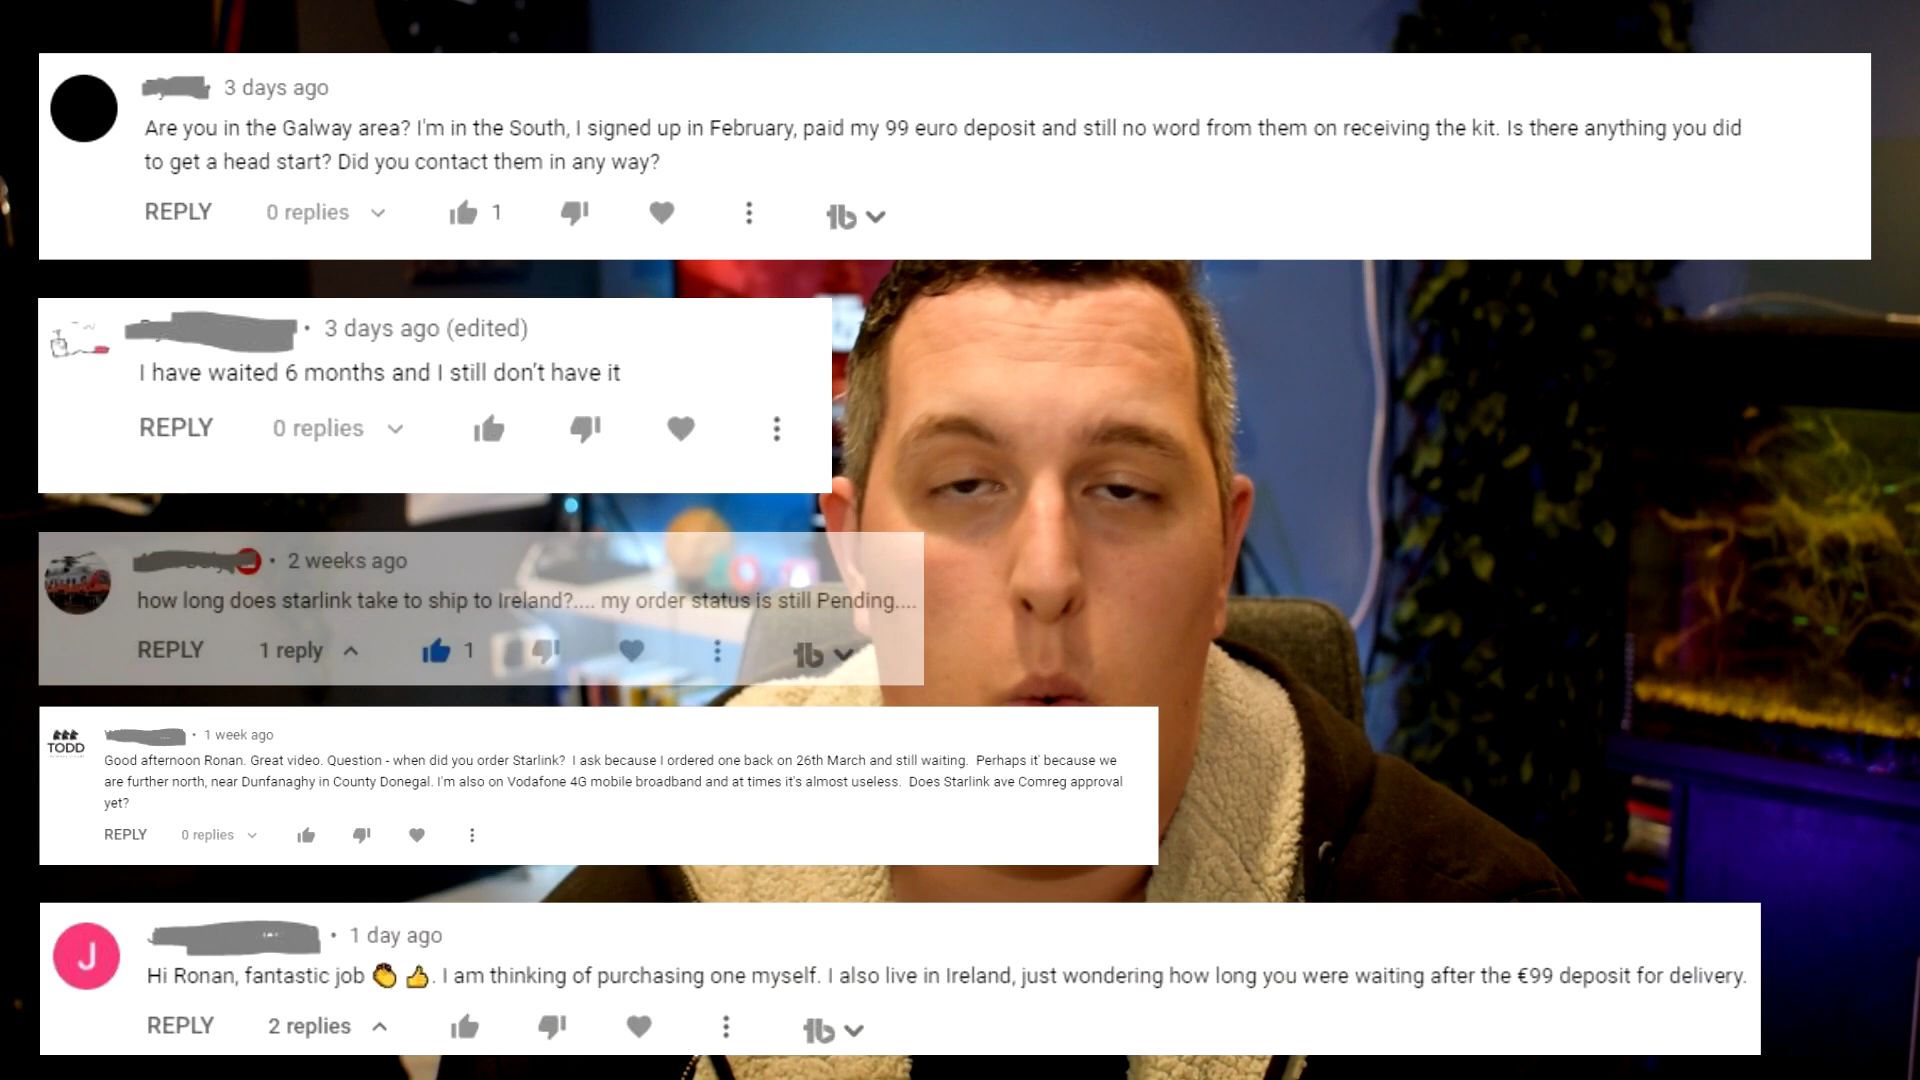 3 days ago
Are you in the Galway area? I'm in the South, I signed up in February, paid my 99 euro deposit and still no word from them on receiving the kit. Is there anything you did
to get a head start? Did you contact them in any way?
REPLY 0 replies 1
• 3 days ago (edited)
I have waited 6 months and I still don't have it
REPLY 0 replies
• 2 weeks ago
how long does starlink take to ship to Ireland?.... my order status is still Pending....
REPLY 1 reply 1
TODD
• 1 week ago
Good afternoon Ronan. Great video. Question - when did you order Starlink? I ask because I ordered one back on 26th March and still waiting. Perhaps it' because we
are further north, near Dunfanaghy in County Donegal. I'm also on Vodafone 4G mobile broadband and at times it's almost useless. Does Starlink ave Comreg approval
yet?
REPLY 0 replies
J
• 1 day ago
Hi Ronan, fantastic job 👏 👍. I am thinking of purchasing one myself. I also live in Ireland, just wondering how long you were waiting after the €99 deposit for delivery.
REPLY 2 replies